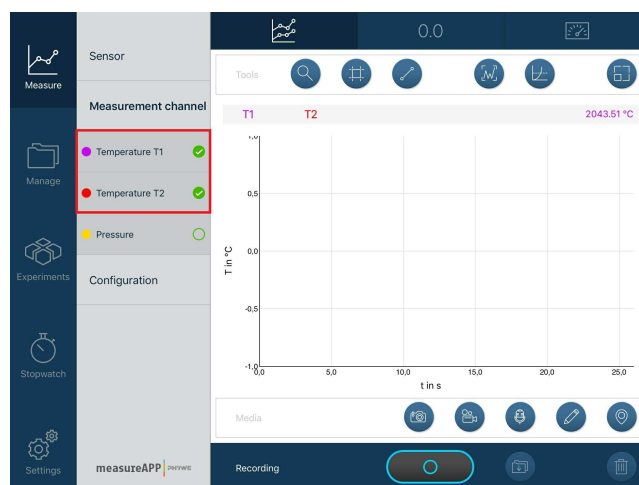 Measure
Manage
Experiments
Stopwatch
Settings
Sensor
Measurement channel
Temperature T1
Temperature T2
Pressure
Configuration
measureAPP PHYWE
0.0
Tools
T1 T2 2043.51 °C
1,0
0,5
0,0
-0,5
-1,0
T in °C
0,0 5,0 10,0 15,0 20,0 25,0
t in s
Media
Recording